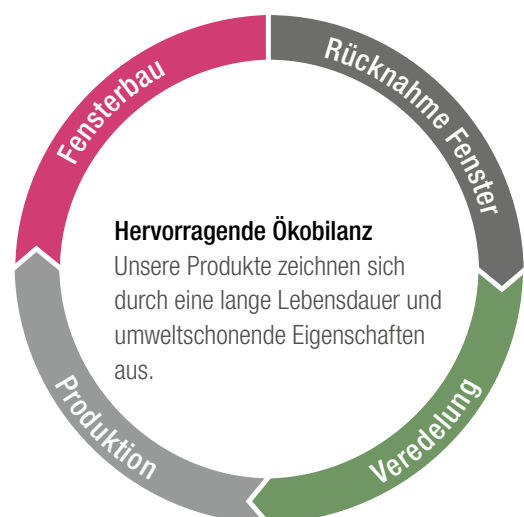 Fensterbau
Rücknahme Fenster
Hervorragende Ökobilanz
Unsere Produkte zeichnen sich
durch eine lange Lebensdauer und
umweltschonende Eigenschaften
aus.
Produktion
Veredelung